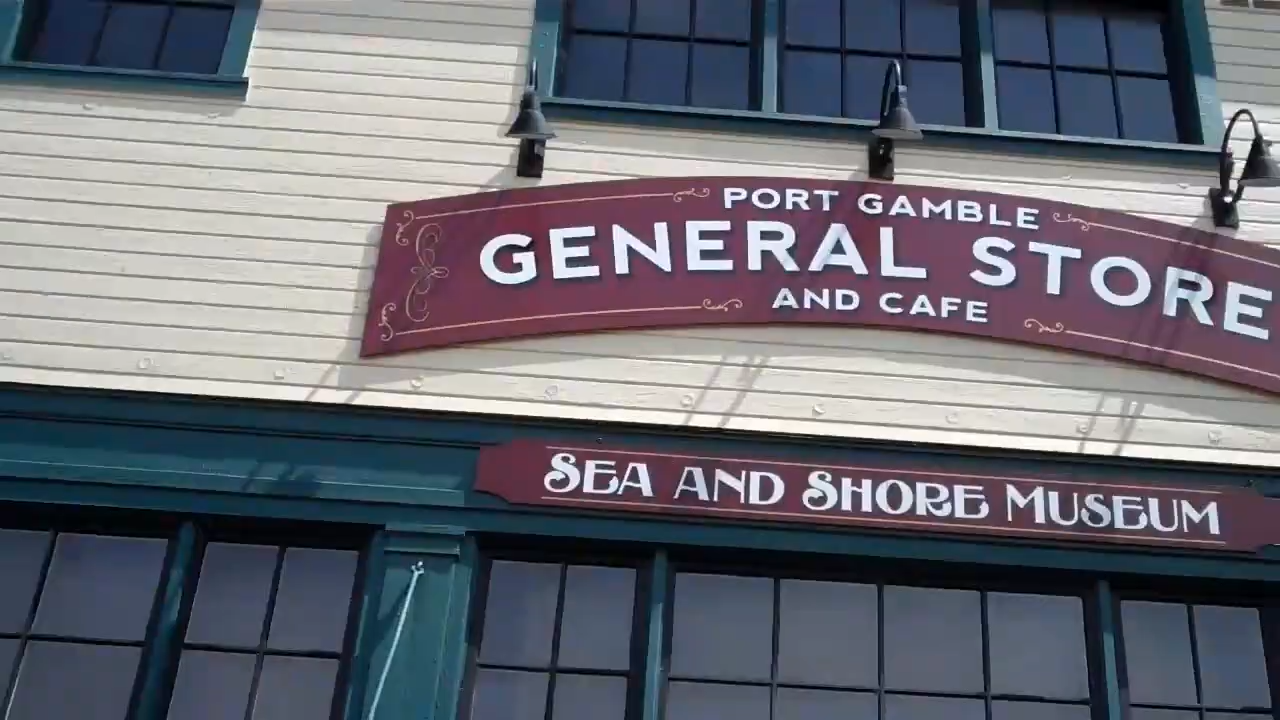 PORT GAMBLE
GENERAL STORE
AND CAFE
SEA AND SHORE MUSEUM